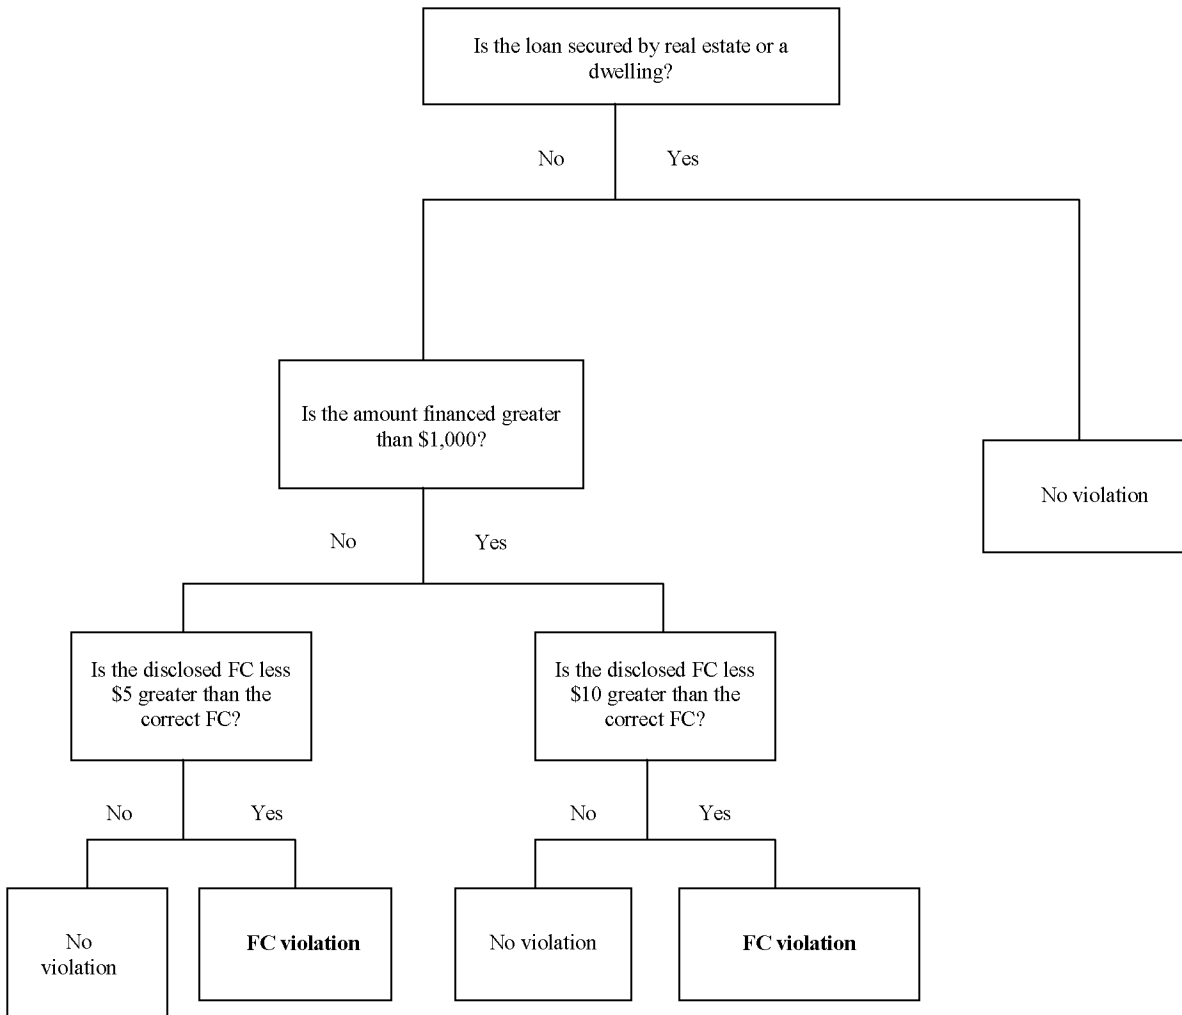 Is the loan secured by real estate or a
dwelling?
No
Yes
Is the amount financed greater
than $1,000?
No violation
No
Yes
Is the disclosed FC less
$5 greater than the
correct FC?
Is the disclosed FC less
$10 greater than the
correct FC?
No
Yes
No
Yes
No
violation
FC violation
No violation
FC violation